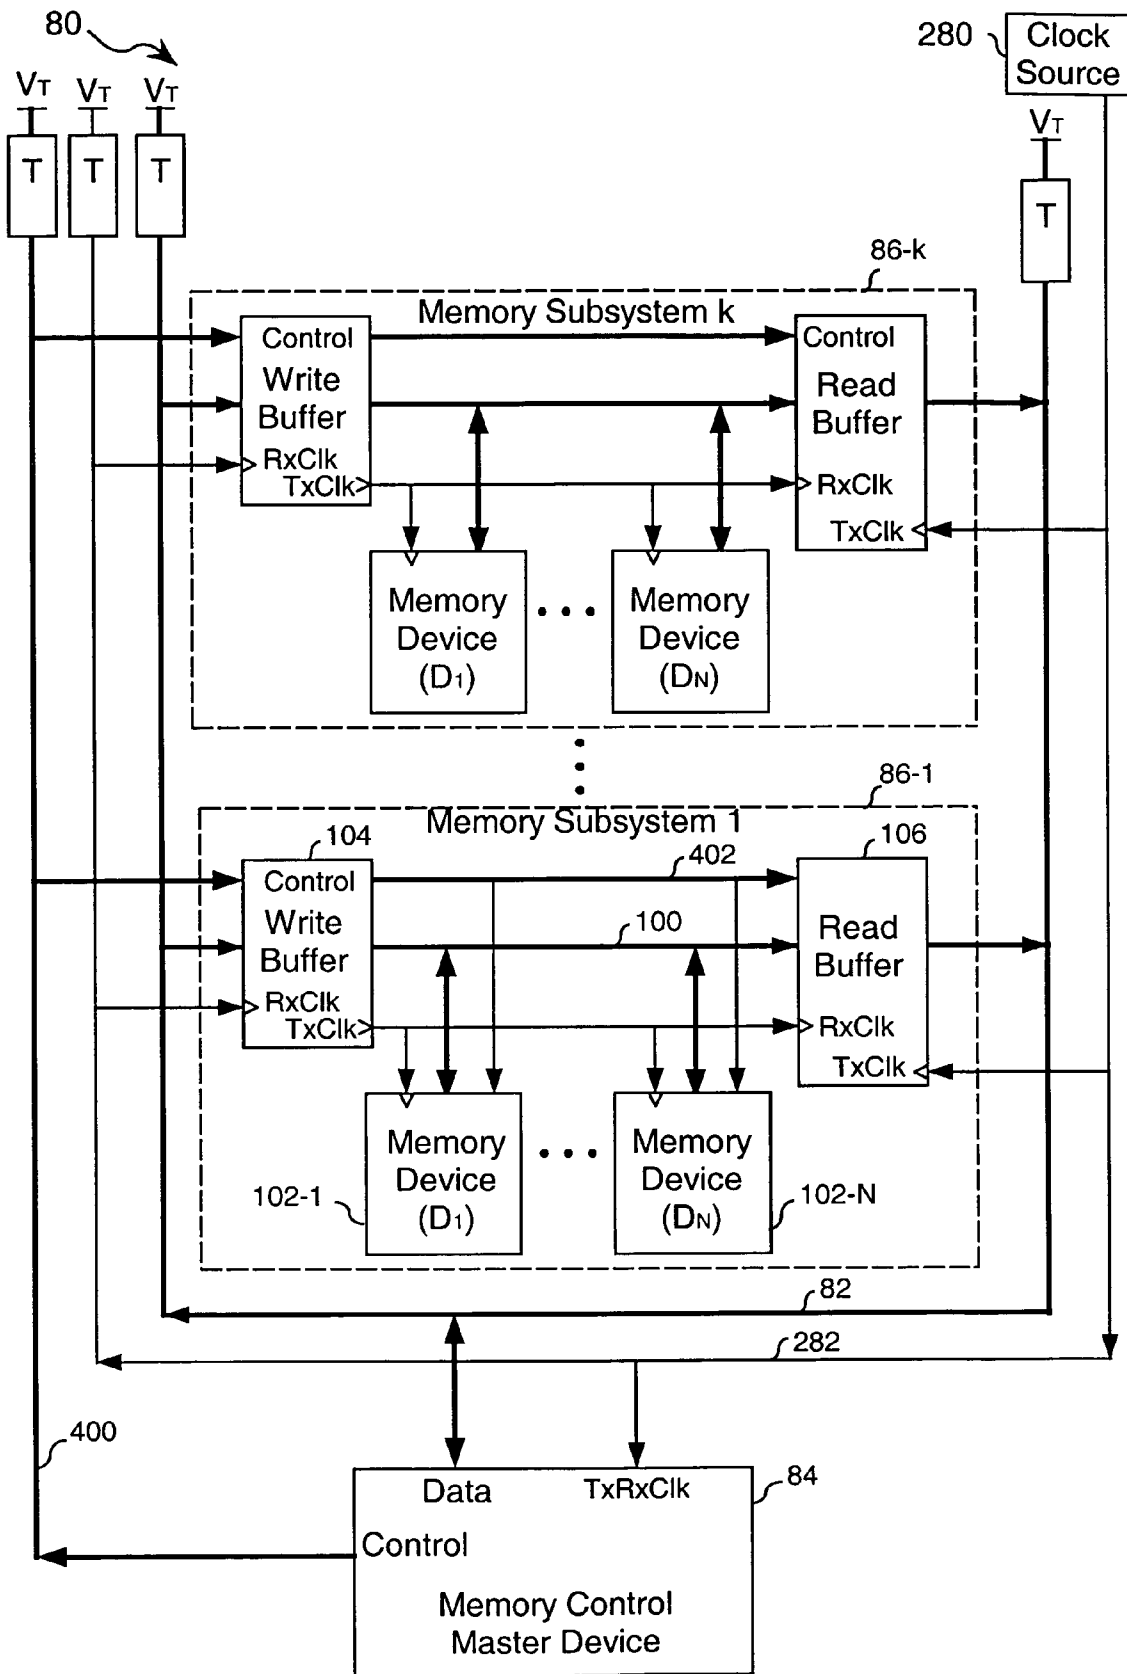 80
280
Clock
Source
VT
VT
VT
VT
T
T
T
T
86-k
Memory Subsystem k
Control
Write
Buffer
RxClk
TxClk
Control
Read
Buffer
RxClk
TxClk
Memory
Device
(D1)
Memory
Device
(DN)
86-1
Memory Subsystem 1
104
402
106
Control
Write
Buffer
RxClk
TxClk
100
Read
Buffer
RxClk
TxClk
Memory
Device
(D1)
Memory
Device
(DN)
102-1
102-N
82
282
400
Data
TxRxClk
84
Control
Memory Control
Master Device